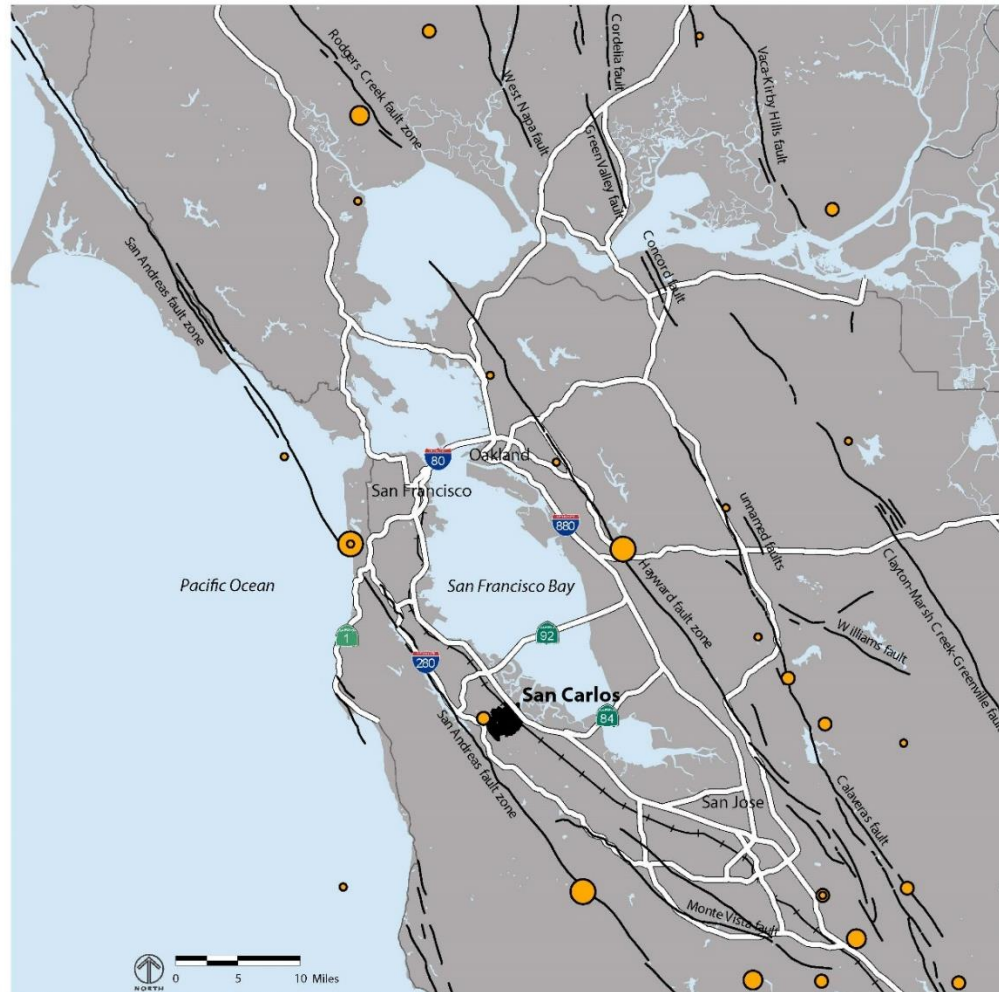 Rodgers Creek fault zone
West Napa fault
Cordelia fault
Green Valley fault
Vaca-Kirby Hills fault
San Andreas fault zone
Concord fault
80
Oakland
San Francisco
880
unnamed faults
Clayton-Marsh Creek-Greenville fault
Pacific Ocean
San Francisco Bay
Hayward fault zone
1
92
Williams fault
280
San Carlos
84
San Andreas fault zone
San Jose
Calaveras fault
Monte Vista fault
NORTH
0 5 10 Miles